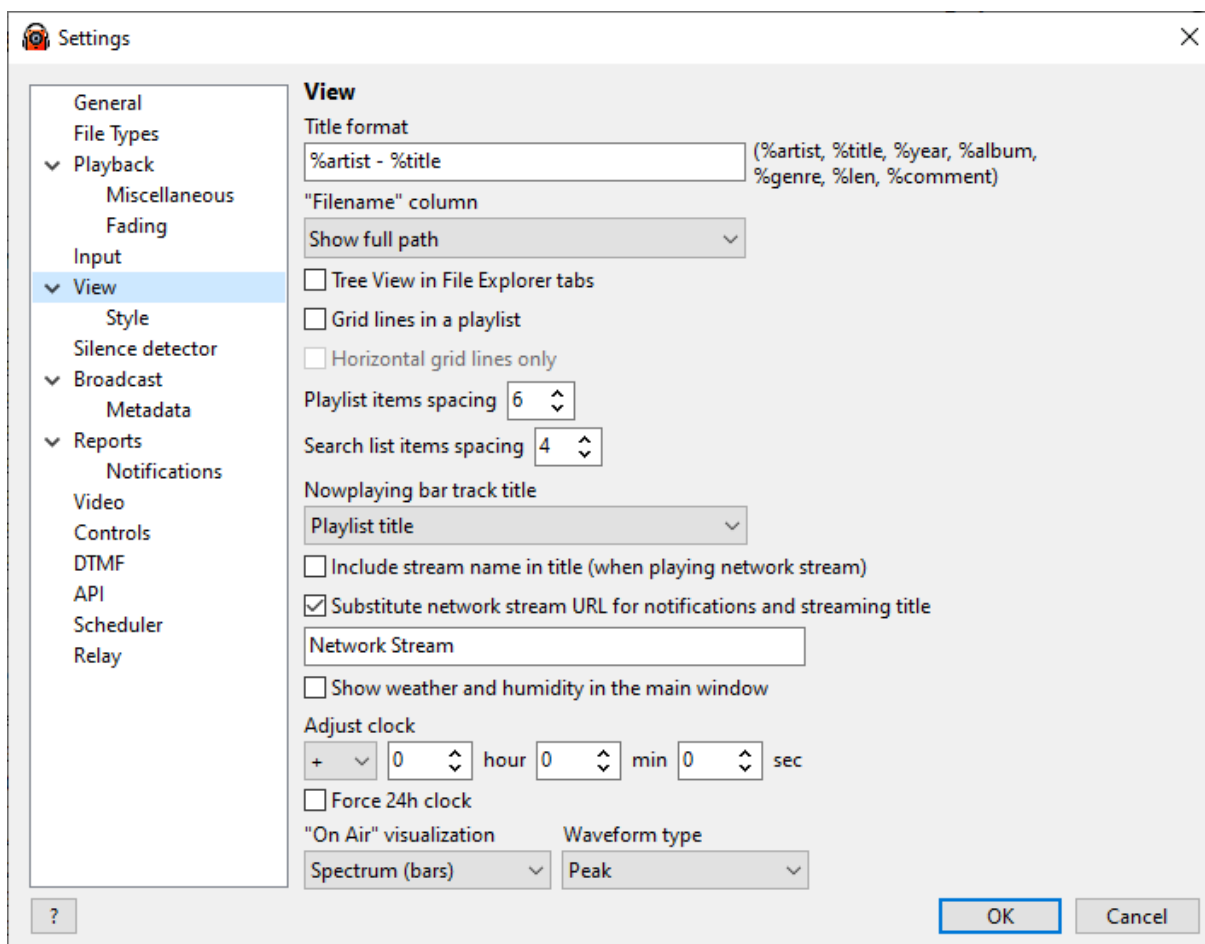 Settings
General
File Types
Playback
Miscellaneous
Fading
Input
View
Style
Silence detector
Broadcast
Metadata
Reports
Notifications
Video
Controls
DTMF
API
Scheduler
Relay
View
Title format
%artist - %title
(%artist, %title, %year, %album,
%genre, %len, %comment)
"Filename" column
Show full path
Tree View in File Explorer tabs
Grid lines in a playlist
Horizontal grid lines only
Playlist items spacing 6
Search list items spacing 4
Nowplaying bar track title
Playlist title
Include stream name in title (when playing network stream)
Substitute network stream URL for notifications and streaming title
Network Stream
Show weather and humidity in the main window
Adjust clock
+ 0 hour 0 min 0 sec
Force 24h clock
"On Air" visualization Waveform type
Spectrum (bars) Peak
? OK Cancel